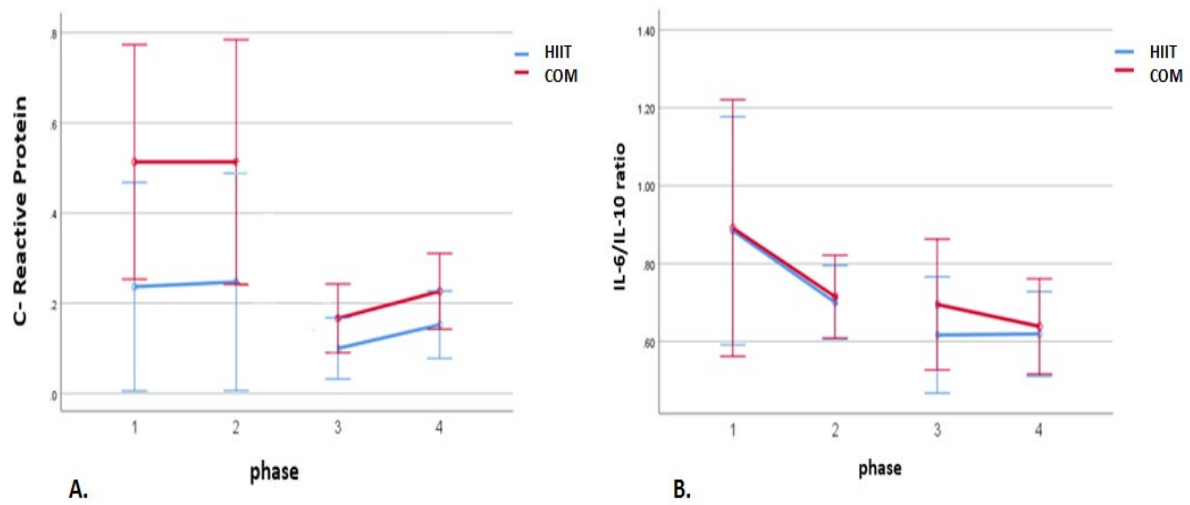 C- Reactive Protein
.8
.6
.4
.2
.0
1 2 3 4
phase
HIIT
COM
A.
IL-6/IL-10 ratio
1.40
1.20
1.00
.80
.60
1 2 3 4
phase
HIIT
COM
B.